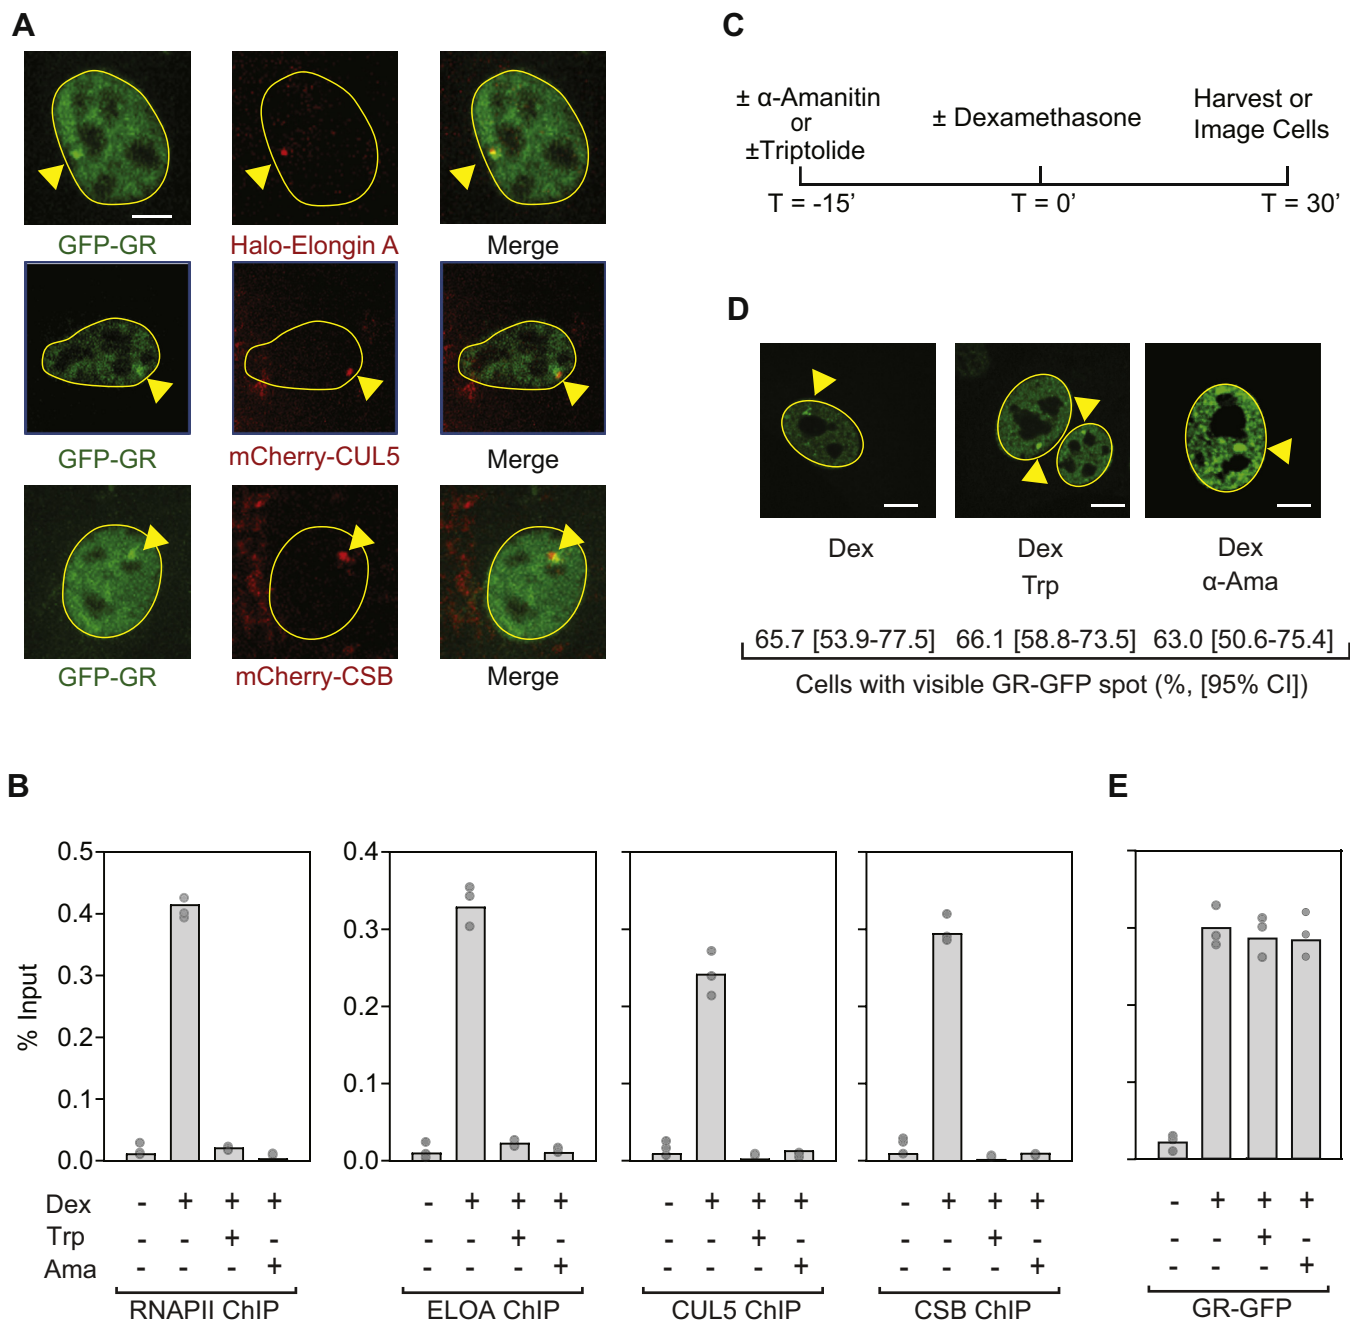 A
GFP-GR
Halo-Elongin A
Merge
GFP-GR
mCherry-CUL5
Merge
GFP-GR
mCherry-CSB
Merge
C
± α-Amanitin
or
±Triptolide
± Dexamethasone
Harvest or
Image Cells
T = -15’
T = 0’
T = 30’
D
Dex
Dex
Trp
Dex
α-Ama
65.7 [53.9-77.5]
66.1 [58.8-73.5]
63.0 [50.6-75.4]
Cells with visible GR-GFP spot (%, [95% CI])
B
% Input
0.5
0.4
0.3
0.2
0.1
0.0
0.4
0.3
0.2
0.1
0.0
Dex - + + + - + + + - + + + - + + +
Trp - - + - - - + - - - + - - - + -
Ama - - - + - - - + - - - + - - - +
RNAPII ChIP
ELOA ChIP
CUL5 ChIP
CSB ChIP
E
- + + +
- - + -
- - - +
GR-GFP